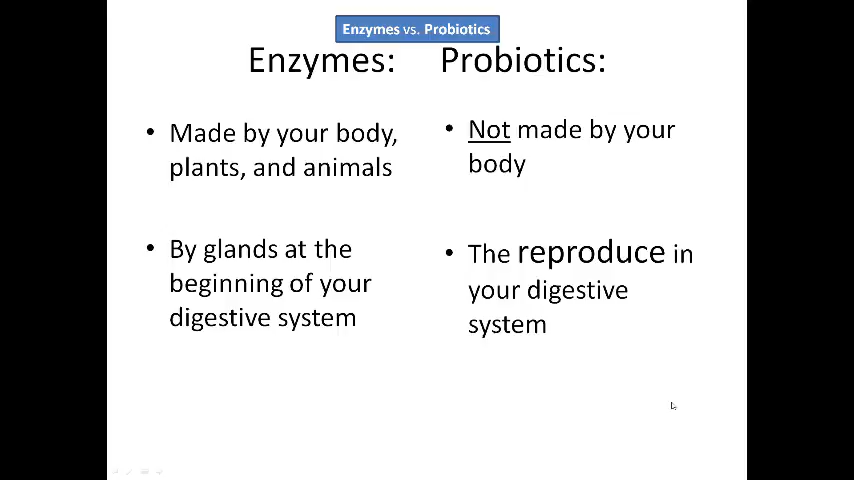 Enzymes vs. Probiotics
Enzymes:
• Made by your body,
plants, and animals
• By glands at the
beginning of your
digestive system
Probiotics:
• Not made by your
body
• The reproduce in
your digestive
system